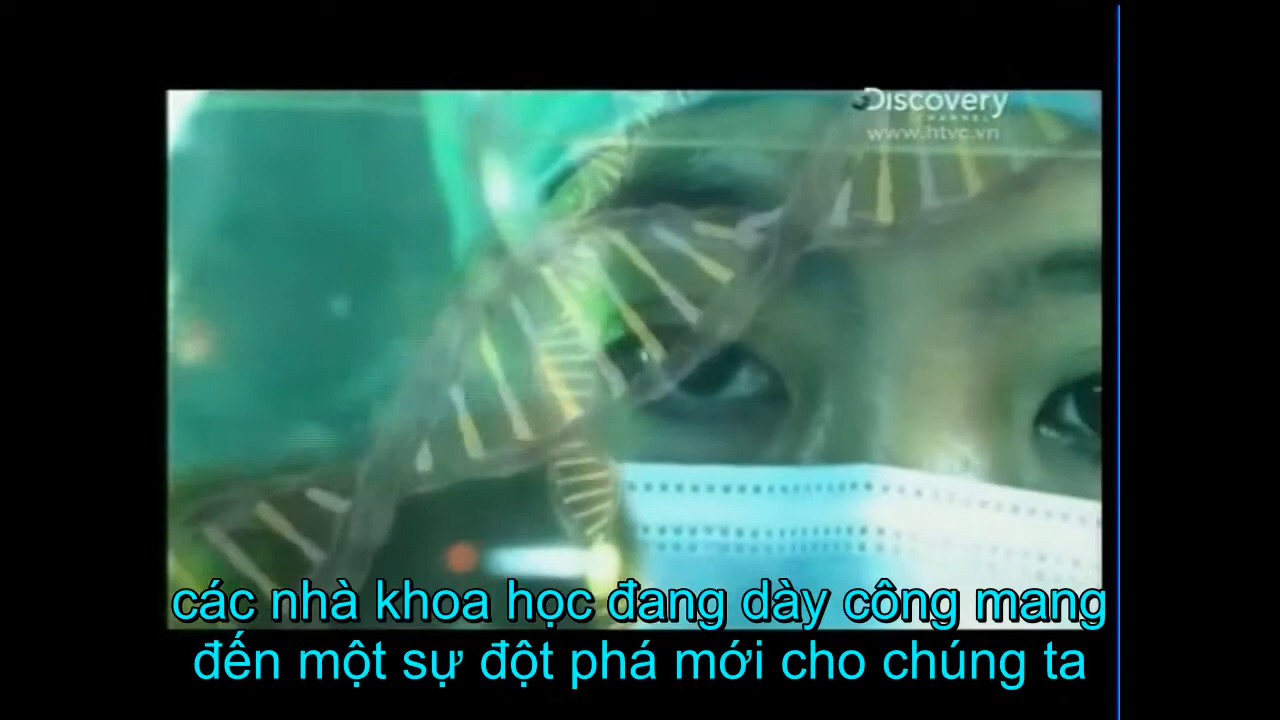 Discovery
CHANNEL
www.htvc.vn
các nhà khoa học đang dày công mang
đến một sự đột phá mới cho chúng ta